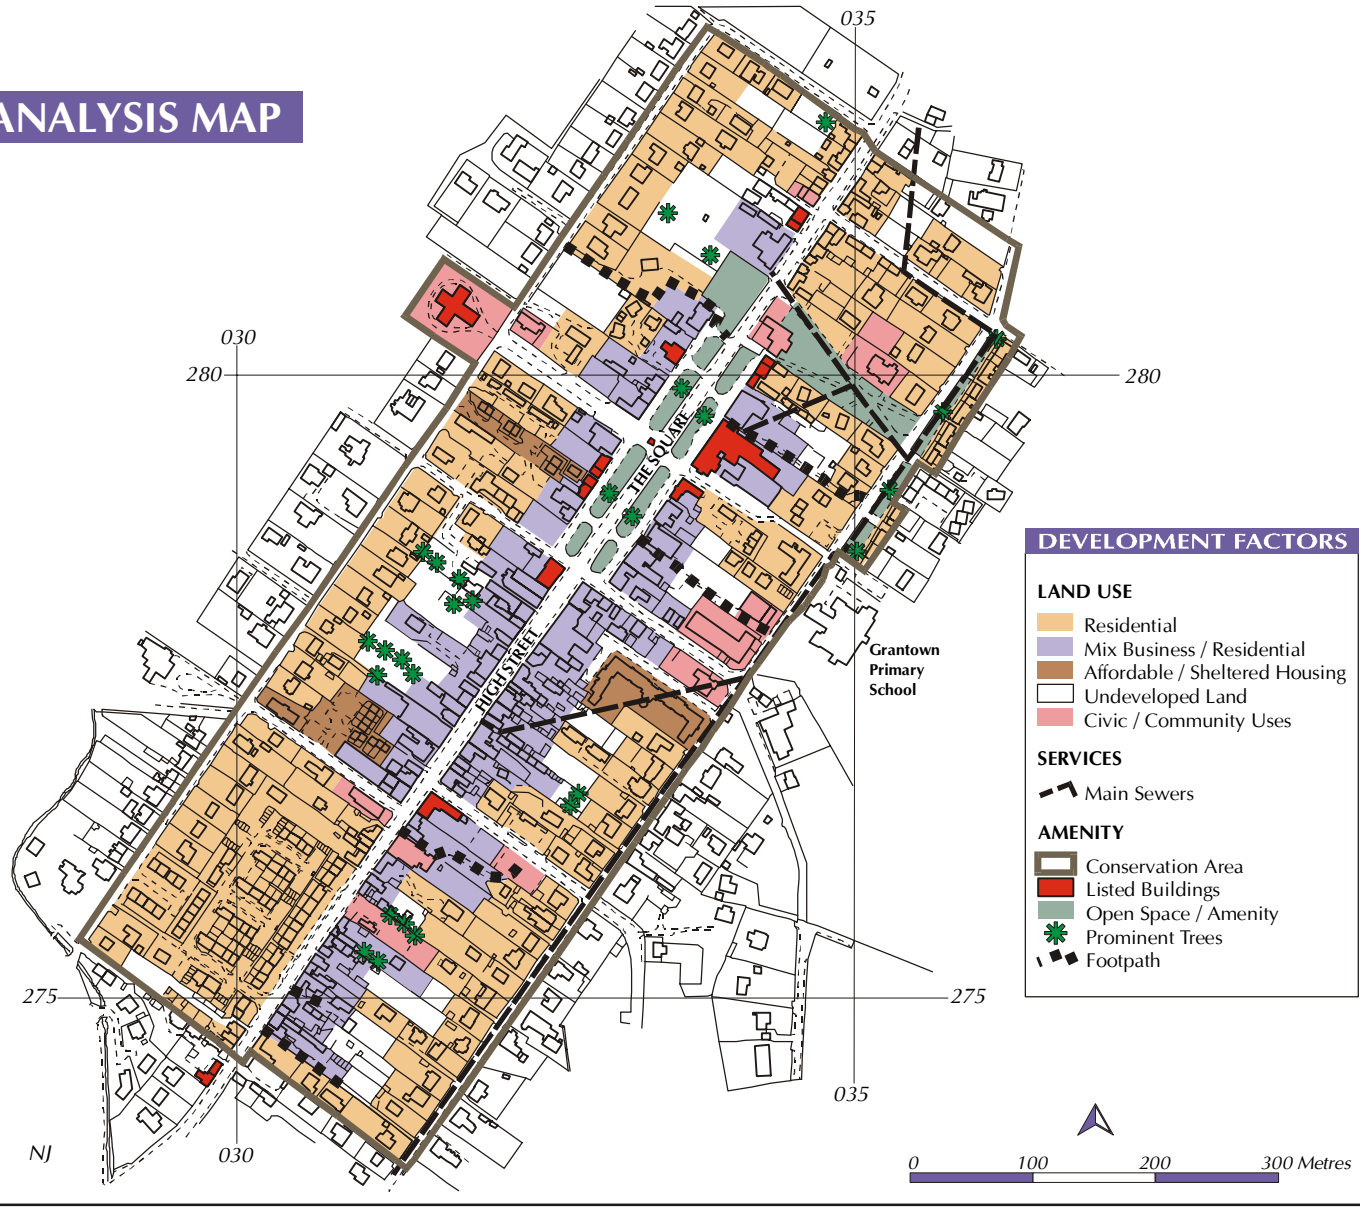 ANALYSIS MAP
035
030
280
280
THE SQUARE
HIGH STREET
Grantown
Primary
School
DEVELOPMENT FACTORS
LAND USE
Residential
Mix Business / Residential
Affordable / Sheltered Housing
Undeveloped Land
Civic / Community Uses
SERVICES
Main Sewers
AMENITY
Conservation Area
Listed Buildings
Open Space / Amenity
Prominent Trees
Footpath
275
275
035
NJ
030
0 100 200 300 Metres